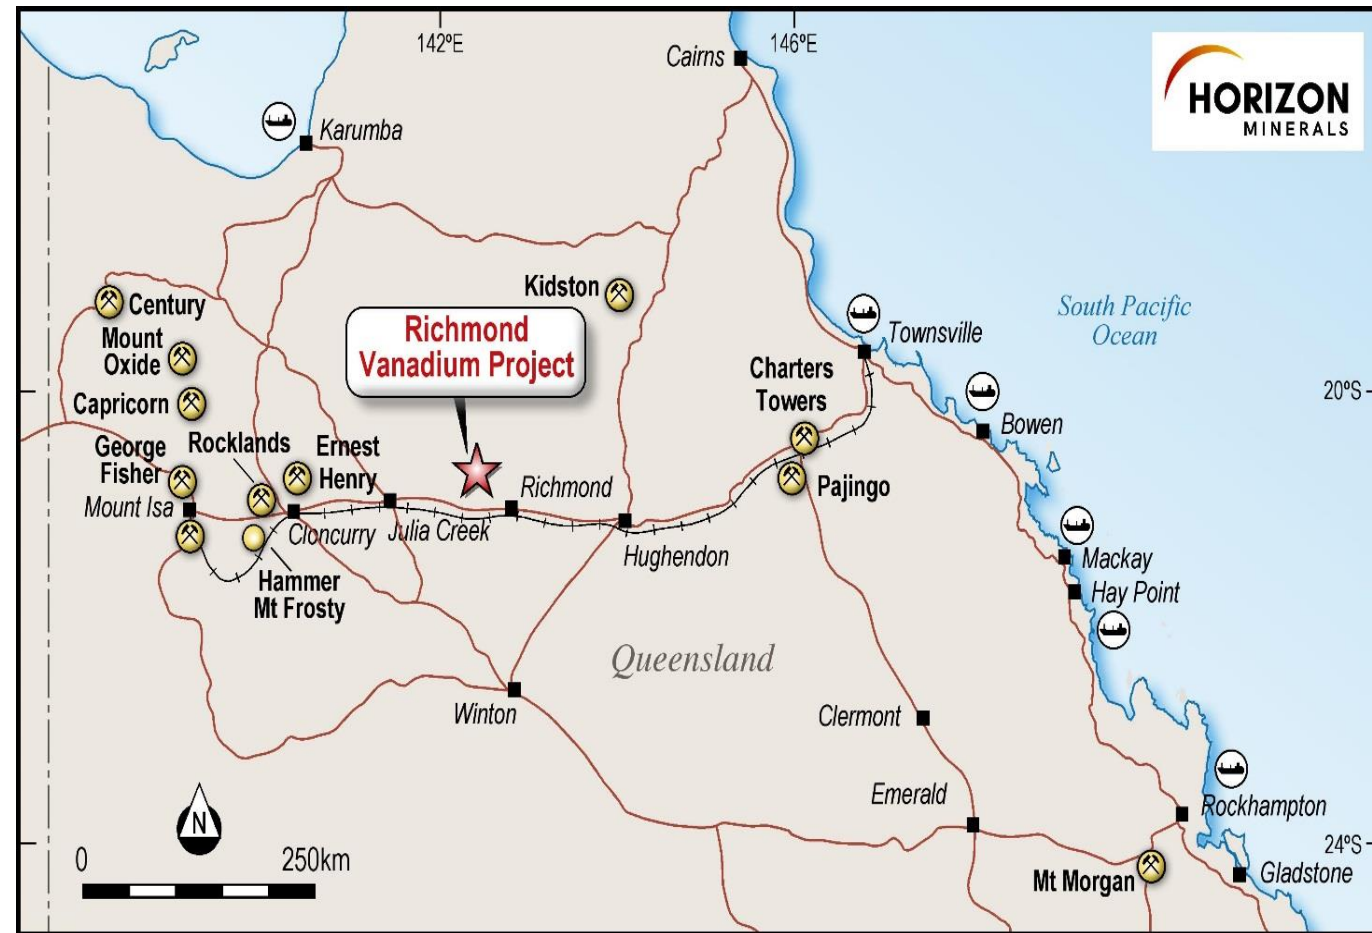 142ºE
146ºE
Cairns
HORIZON
MINERALS
Karumba
Kidston
Century
South Pacific
Ocean
Richmond
Vanadium Project
Mount
Oxide
Townsville
Charters
Towers
20ºS
Capricorn
Bowen
George
Fisher
Rocklands
Ernest
Henry
Richmond
Pajingo
Mount Isa
Cloncurry
Julia Creek
Hughendon
Mackay
Hammer
Mt Frosty
Hay Point
Queensland
Winton
Clermont
Emerald
Rockhampton
N
0
250km
24ºS
Mt Morgan
Gladstone